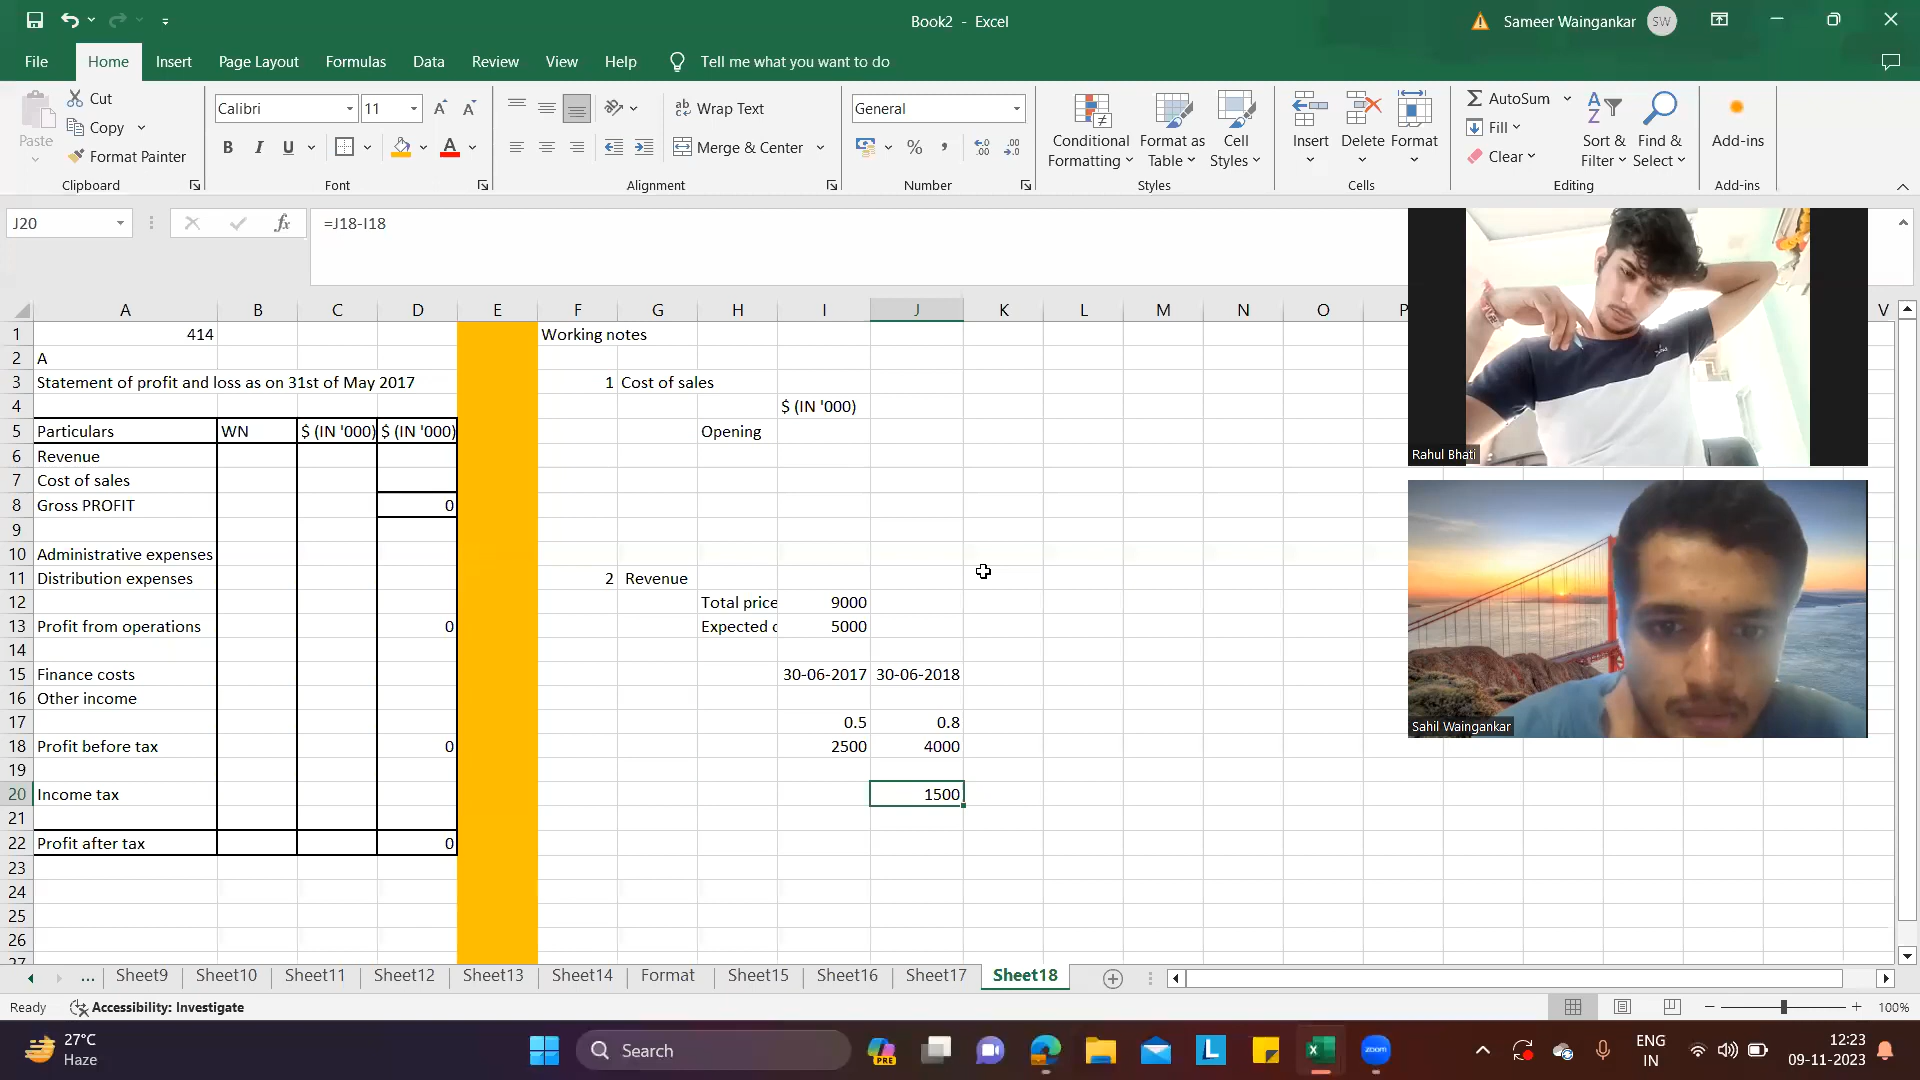 Book2 - Excel
Sameer Waingankar SW
File Home Insert Page Layout Formulas Data Review View Help Tell me what you want to do
Paste
Cut
Copy
Format Painter
Clipboard
Calibri 11
B I U
Font
Wrap Text
Merge & Center
Alignment
General
Number
Conditional Formatting
Format as Table
Cell Styles
Styles
Insert Delete Format
Cells
AutoSum
Fill
Clear
Sort & Filter
Find & Select
Editing
Add-ins
Add-ins
J20 fx =J18-I18
A B C D E F G H I J K L M N O P V
1 414 Working notes
2 A
3 Statement of profit and loss as on 31st of May 2017 1 Cost of sales
4 $ (IN '000)
5 Particulars WN $ (IN '000) $ (IN '000) Opening
6 Revenue
7 Cost of sales
8 Gross PROFIT 0
9
10 Administrative expenses
11 Distribution expenses 2 Revenue
12 Total price 9000
13 Profit from operations 0 Expected c 5000
14
15 Finance costs 30-06-2017 30-06-2018
16 Other income
17 0.5 0.8
18 Profit before tax 0 2500 4000
19
20 Income tax 1500
21
22 Profit after tax 0
23
24
25
26
27
Rahul Bhati
Sahil Waingankar
... Sheet9 Sheet10 Sheet11 Sheet12 Sheet13 Sheet14 Format Sheet15 Sheet16 Sheet17 Sheet18
Ready Accessibility: Investigate 100%
27°C
Haze
Search
PRE
L
zoom
ENG
IN
12:23
09-11-2023